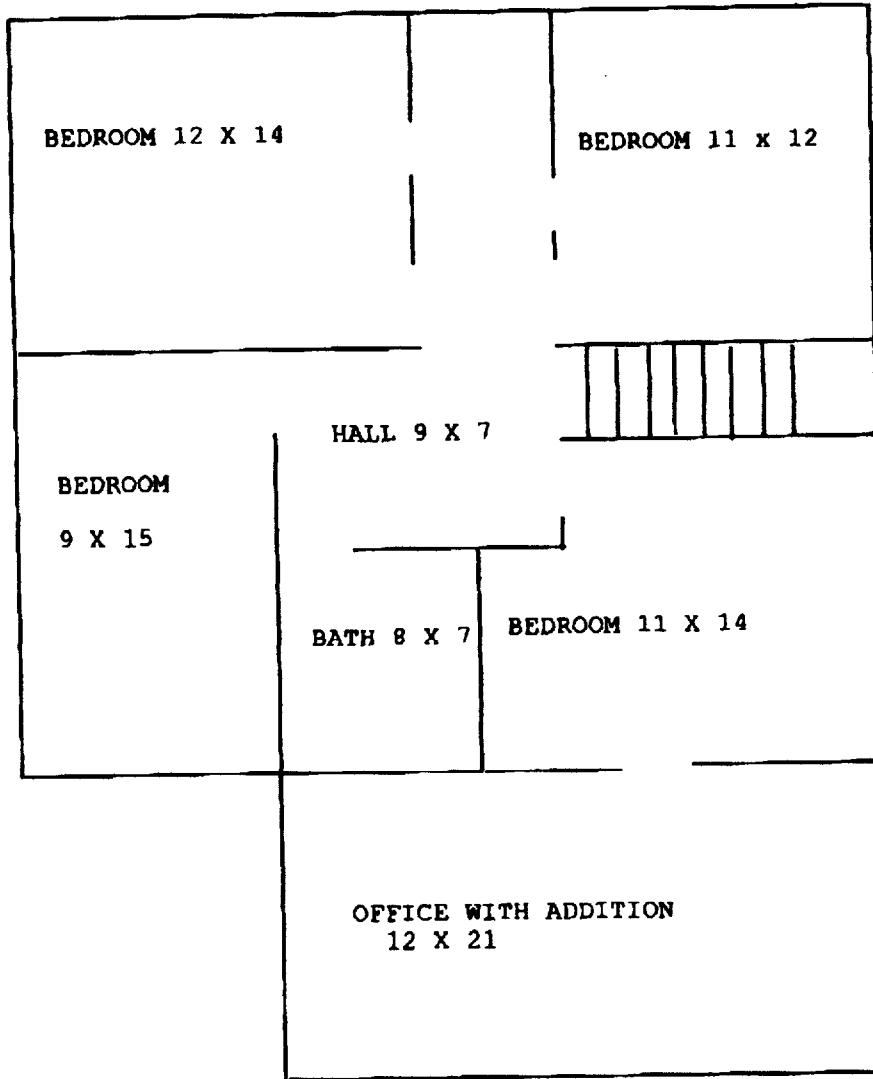 BEDROOM 12 X 14
BEDROOM 11 x 12
HALL 9 X 7
BEDROOM
9 X 15
BATH 8 X 7
BEDROOM 11 X 14
OFFICE WITH ADDITION
12 X 21